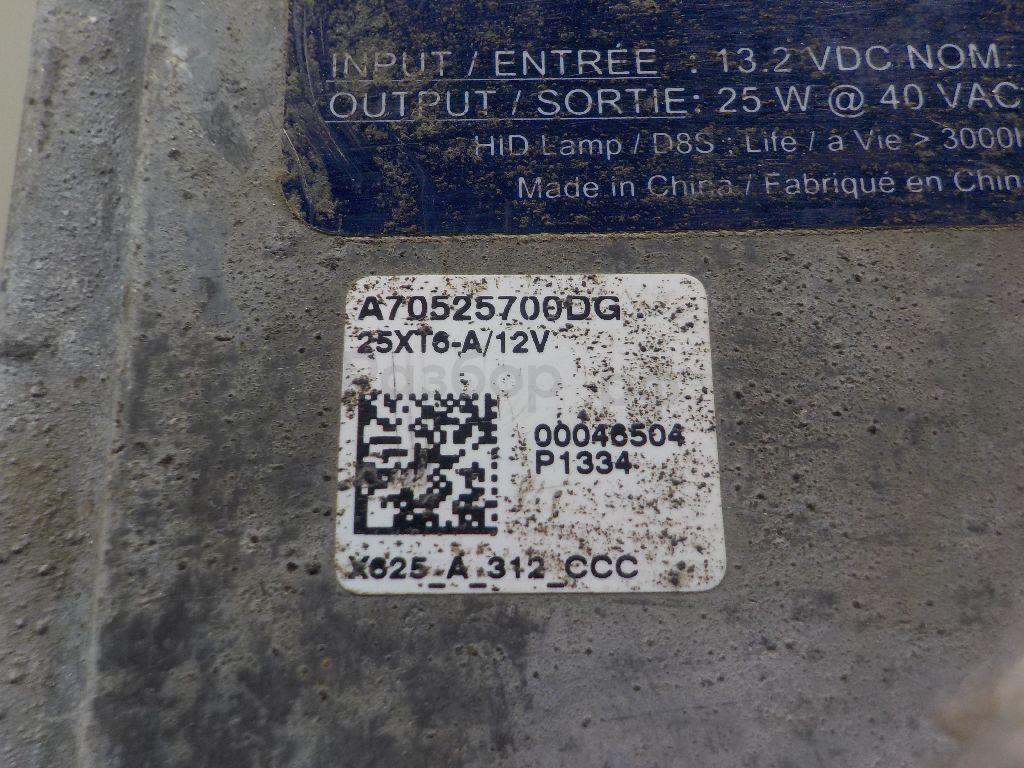 INPUT / ENTRÉE : 13.2 VDC NOM.
OUTPUT / SORTIE: 25 W @ 40 VAC
HID Lamp / D8S : Life / à Vie > 3000h
Made in China / Fabriqué en Chin
A70525700DG
25XT6-A/12V
00046504
P1334
X625_A_312_CCC